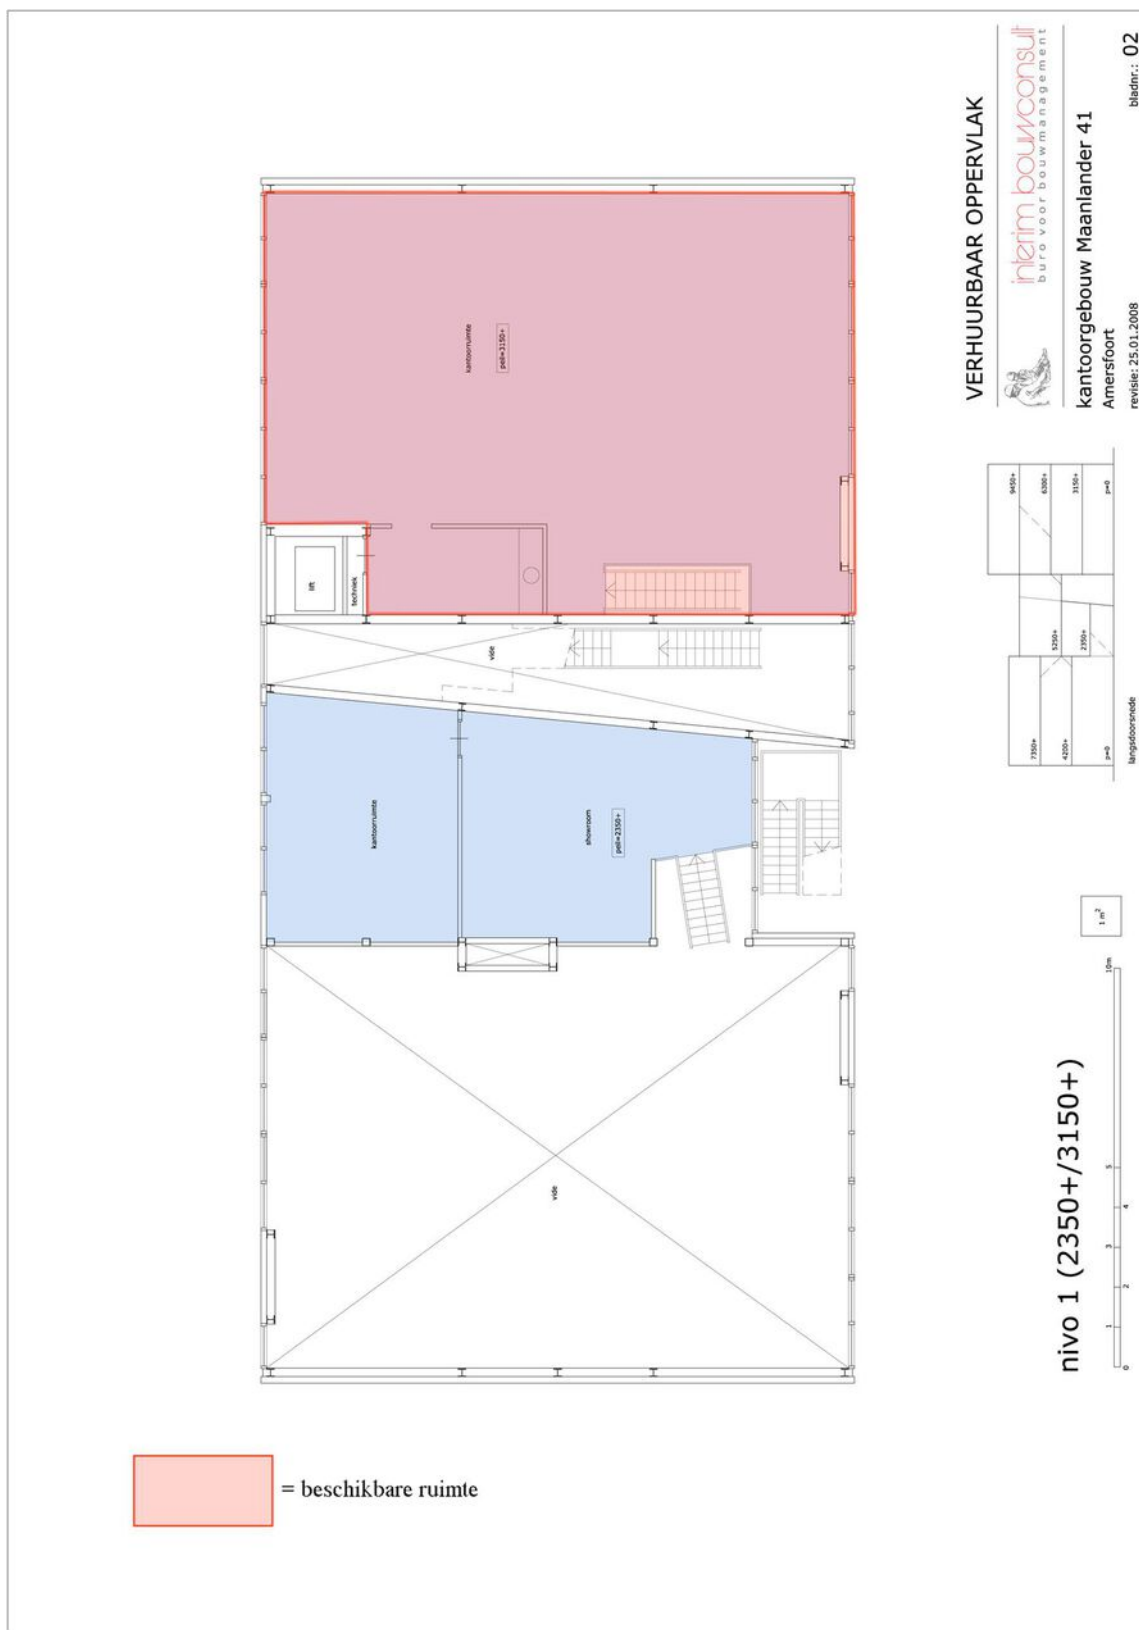 VERHUURBAAR OPPERVLAK
interim bouwconsult
buro voor bouwmanagement
kantoorgebouw Maanlander 41
Amersfoort
revisie: 25.01.2008
bladnr.: 02
kantoorruimte
peil=3150+
lift
techniek
vide
kantoorruimte
showroom
peil=2350+
vide
9450+
6300+
3150+
p=0
5250+
2350+
7350+
4200+
p=0
langsdoorsnede
1 m²
nivo 1 (2350+/3150+)
0
1
2
3
4
5
10m
= beschikbare ruimte